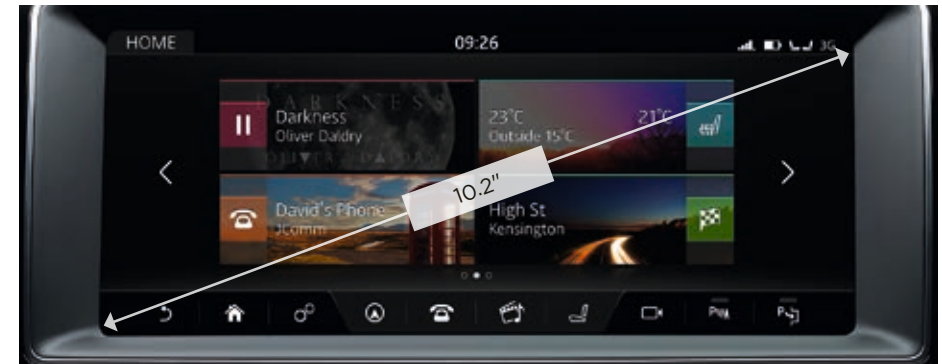 HOME
09:26
3G
DARKNESS
Darkness
Oliver Daldry
23°C
21°C
Outside 15°C
10.2"
David's Phone
JComm
High St
Kensington